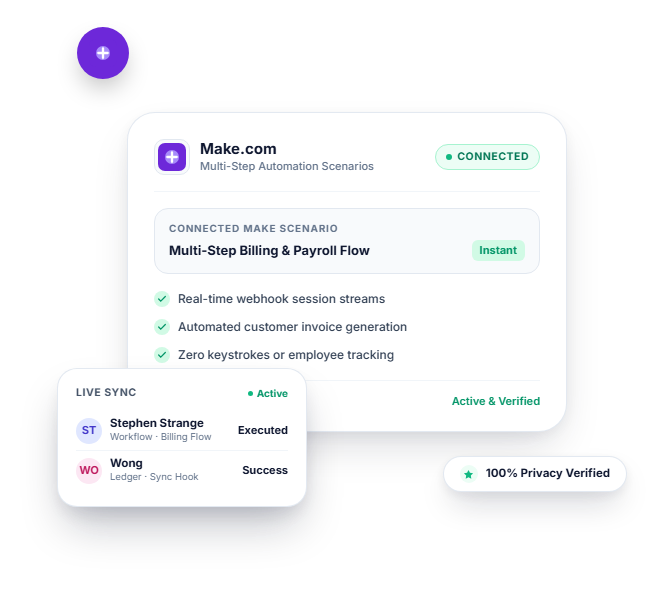 Make.com
Multi-Step Automation Scenarios
CONNECTED
CONNECTED MAKE SCENARIO
Multi-Step Billing & Payroll Flow
Instant
Real-time webhook session streams
Automated customer invoice generation
Zero keystrokes or employee tracking
Active & Verified
LIVE SYNC
Active
ST
Stephen Strange
Workflow · Billing Flow
Executed
WO
Wong
Ledger · Sync Hook
Success
100% Privacy Verified